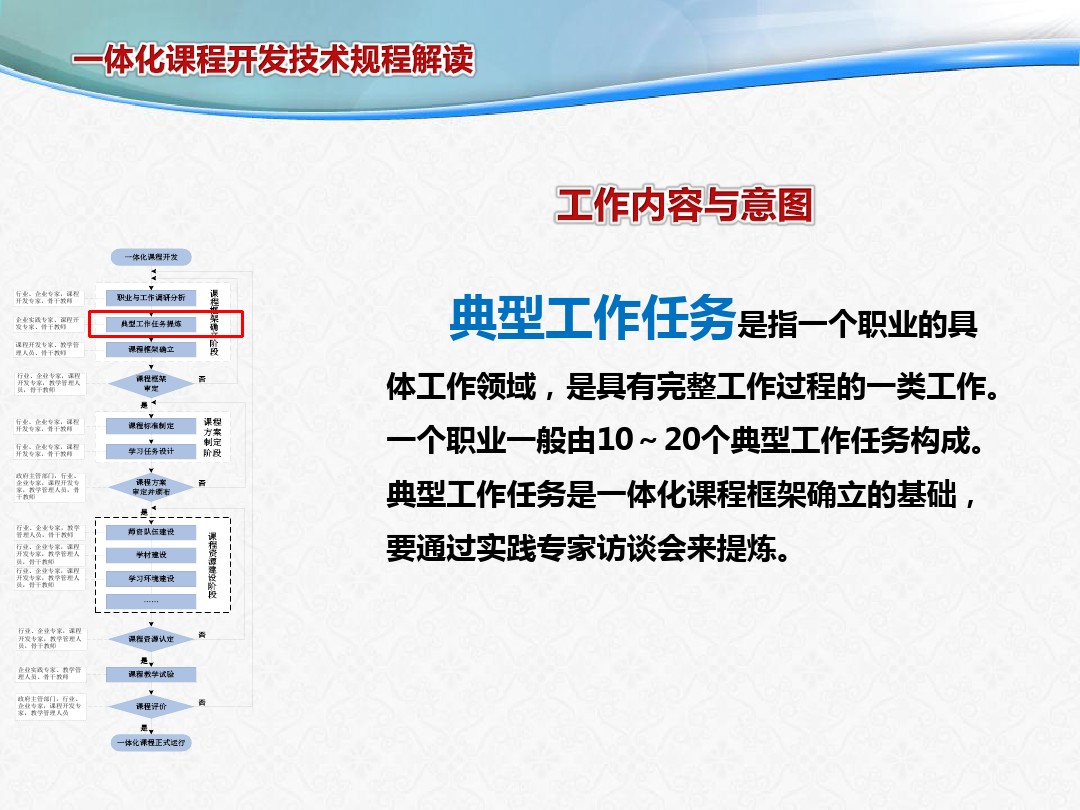 一体化课程开发技术规程解读
工作内容与意图
典型工作任务是指一个职业的具
体工作领域，是具有完整工作过程的一类工作。
一个职业一般由10～20个典型工作任务构成。
典型工作任务是一体化课程框架确立的基础，
要通过实践专家访谈会来提炼。
一体化课程开发
行业、企业专家、课程
开发专家、骨干教师
职业与工作调研分析
课程框架确立阶段
企业实践专家、课程开
发专家、骨干教师
典型工作任务提炼
课程开发专家、教学管
理人员、骨干教师
课程框架确立
行业、企业专家、课程
开发专家、教学管理人
员、骨干教师
课程框架
审定
否
是
行业、企业专家、课程
开发专家、骨干教师
课程标准制定
课程
方案
制定
阶段
行业、企业专家、课程
开发专家、骨干教师
学习任务设计
政府主管部门、行业、
企业专家、课程开发专
家、教学管理人员、骨
干教师
课程方案
审定并颁布
否
是
行业、企业专家、教学
管理人员、骨干教师
师资队伍建设
课程资源建设阶段
行业、企业专家、课程
开发专家、教学管理人
员、骨干教师
学材建设
行业、企业专家、课程
开发专家、教学管理人
员、骨干教师
学习环境建设
……
行业、企业专家、课程
开发专家、教学管理人
员、骨干教师
课程资源认定
否
是
企业实践专家、教学管
理人员、骨干教师
课程教学试验
政府主管部门、行业、
企业专家、课程开发专
家、教学管理人员
课程评价
否
是
一体化课程正式运行